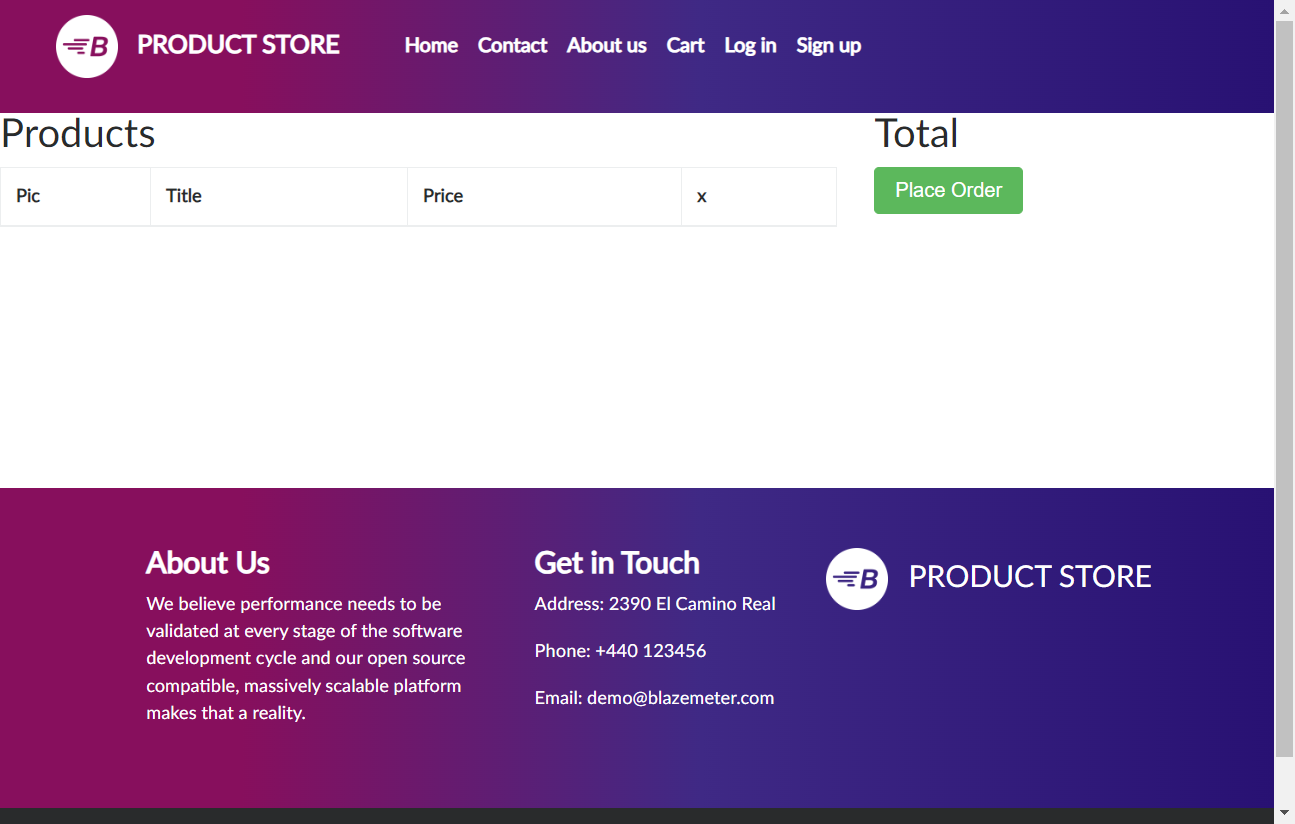 B PRODUCT STORE Home Contact About us Cart Log in Sign up
Products
Total
Pic Title Price x
Place Order
About Us
We believe performance needs to be
validated at every stage of the software
development cycle and our open source
compatible, massively scalable platform
makes that a reality.
Get in Touch
Address: 2390 El Camino Real
Phone: +440 123456
Email: demo@blazemeter.com
B PRODUCT STORE